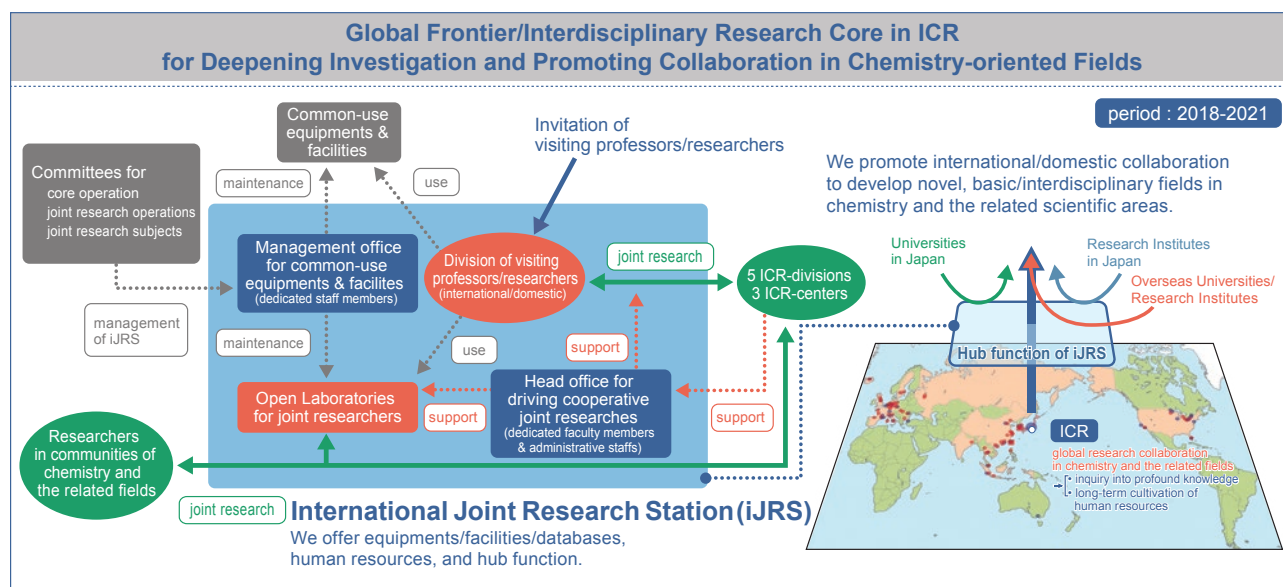 Global Frontier/Interdisciplinary Research Core in ICR
for Deepening Investigation and Promoting Collaboration in Chemistry-oriented Fields
period : 2018-2021
Common-use
equipments &
facilities
Invitation of
visiting professors/researchers
Committees for
core operation
joint research operations
joint research subjects
maintenance
use
Management office
for common-use
equipments & facilites
(dedicated staff members)
Division of visiting
professors/researchers
(international/domestic)
joint research
5 ICR-divisions
3 ICR-centers
management
of iJRS
maintenance
use
support
Open Laboratories
for joint researchers
support
Head office for
driving cooperative
joint researches
(dedicated faculty members
& administrative staffs)
support
Researchers
in communities of
chemistry and
the related fields
joint research
International Joint Research Station (iJRS)
We offer equipments/facilities/databases,
human resources, and hub function.
We promote international/domestic collaboration
to develop novel, basic/interdisciplinary fields in
chemistry and the related scientific areas.
Universities
in Japan
Research Institutes
in Japan
Overseas Universities/
Research Institutes
Hub function of iJRS
ICR
global research collaboration
in chemistry and the related fields
• inquiry into profound knowledge
• long-term cultivation of
human resources